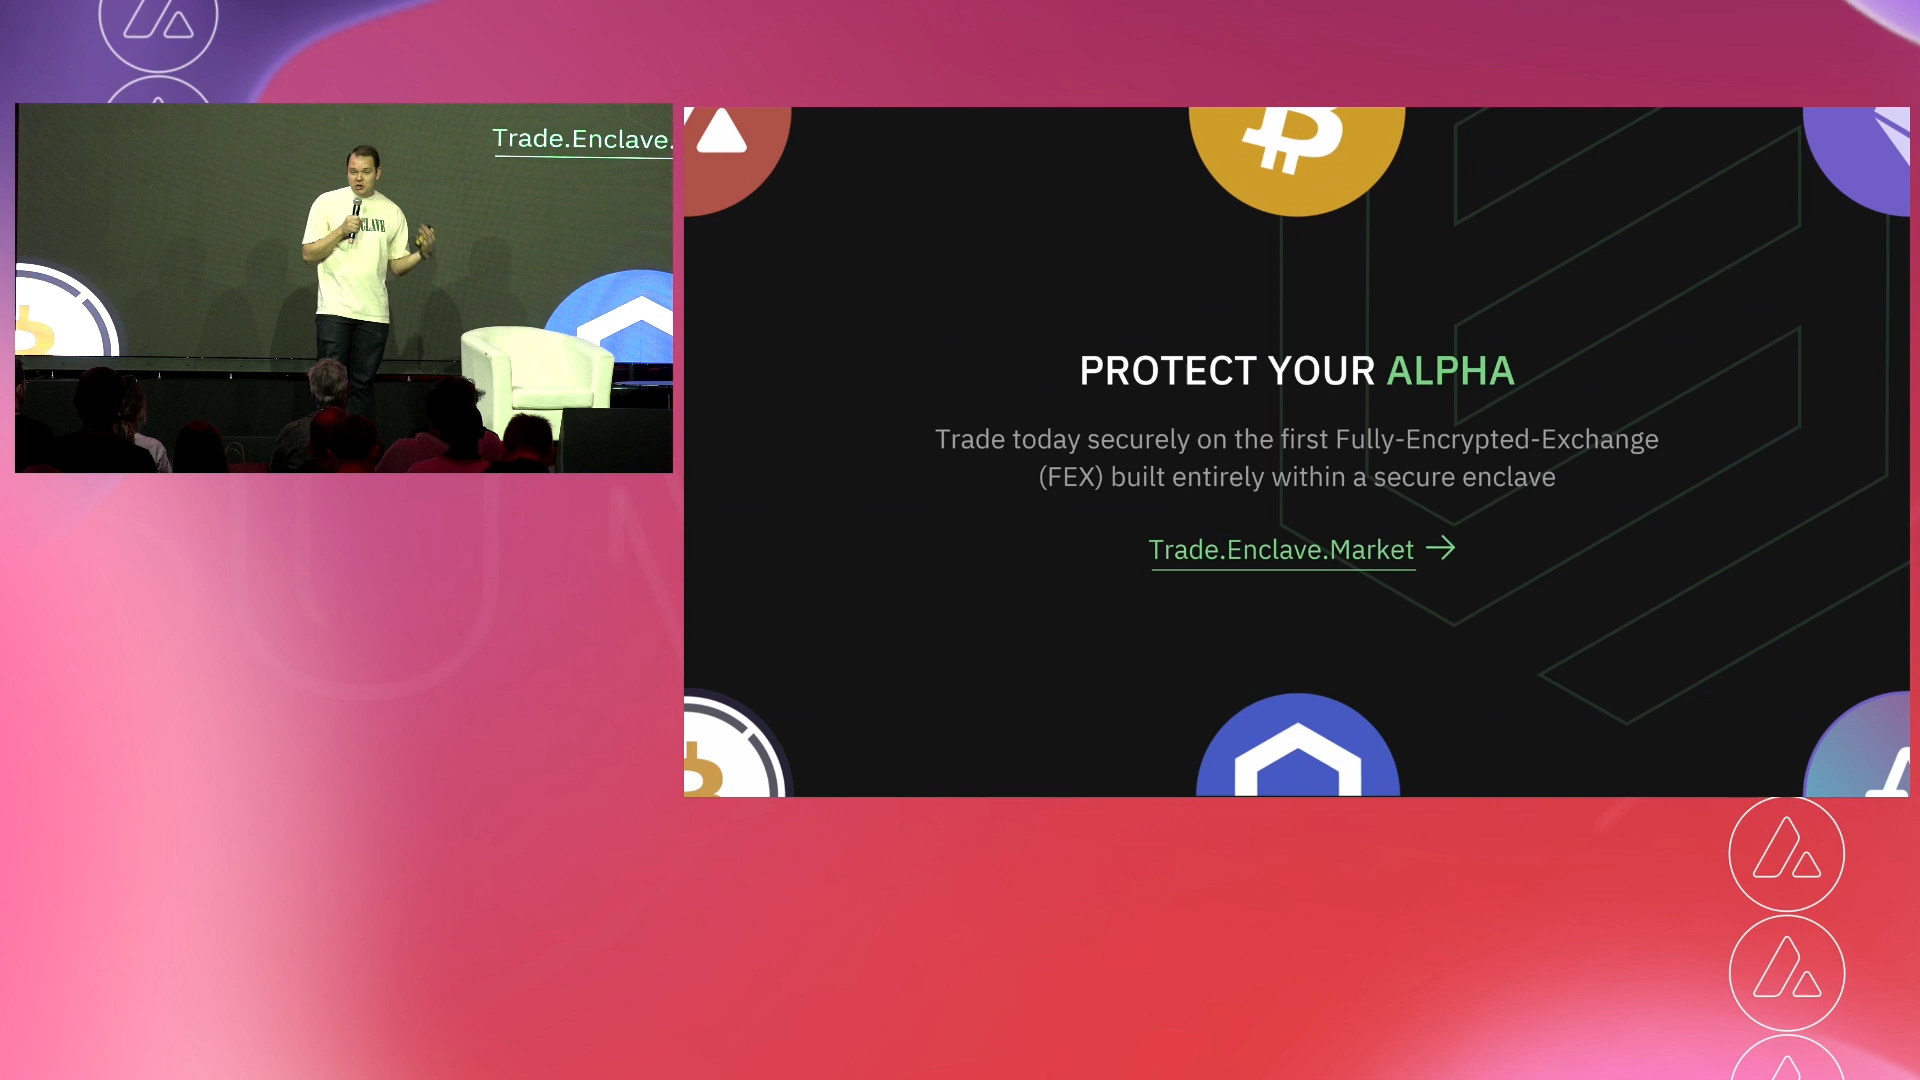 Trade.Enclave.
CLAVE
PROTECT YOUR ALPHA
Trade today securely on the first Fully-Encrypted-Exchange
(FEX) built entirely within a secure enclave
Trade.Enclave.Market →